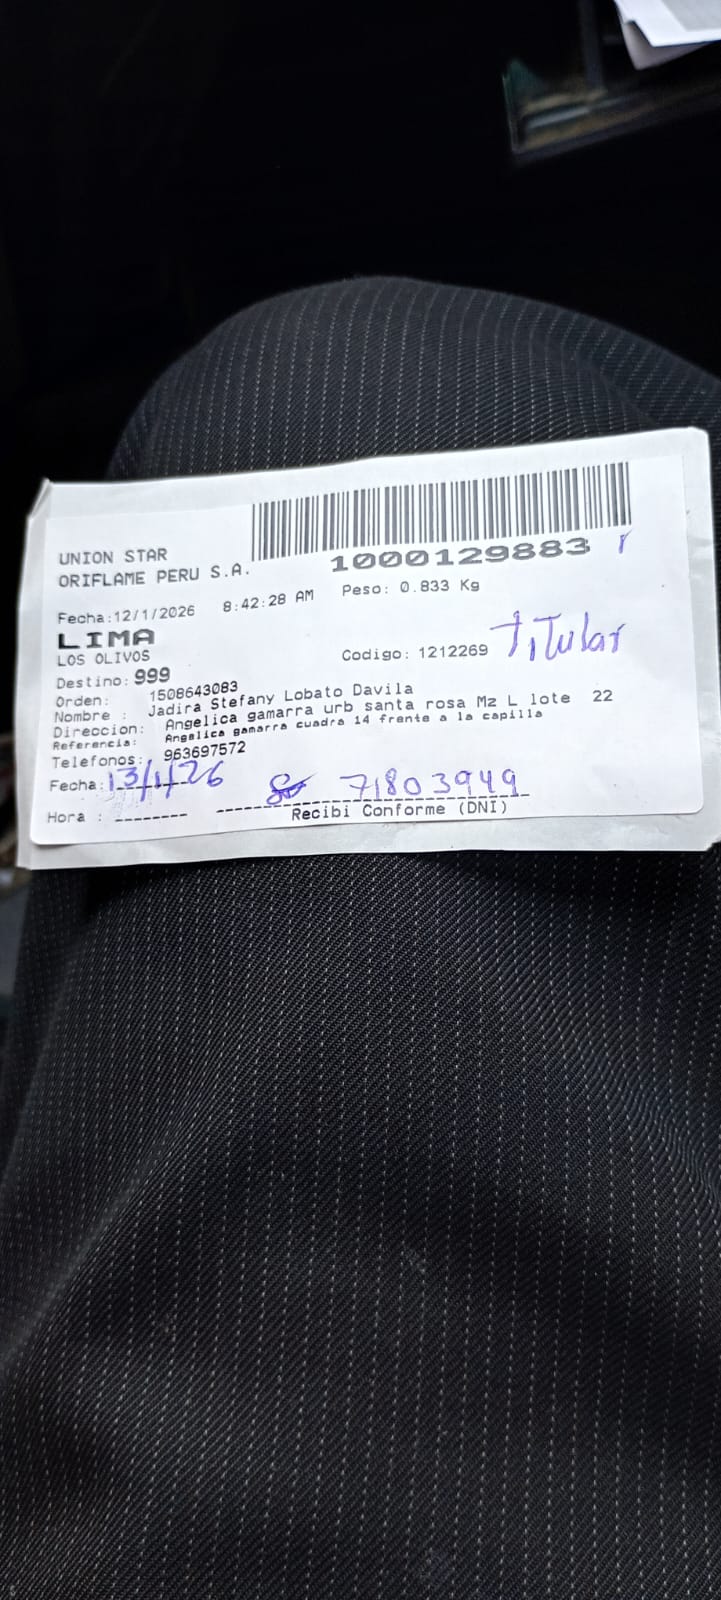 UNION STAR
ORIFLAME PERU S.A.
1000129883
Fecha:12/1/2026 8:42:28 AM Peso: 0.833 Kg
LIMA
LOS OLIVOS
Codigo: 1212269 Titular
Destino: 999
Orden: 1508643083
Nombre : Jadira Stefany Lobato Davila
Direccion: Angelica gamarra urb santa rosa Mz L lote 22
Referencia: Angelica gamarra cuadra 14 frente a la capilla
Telefonos: 963697572
Fecha: 13/1/26 71803949
Hora : -------- Recibi Conforme (DNI)